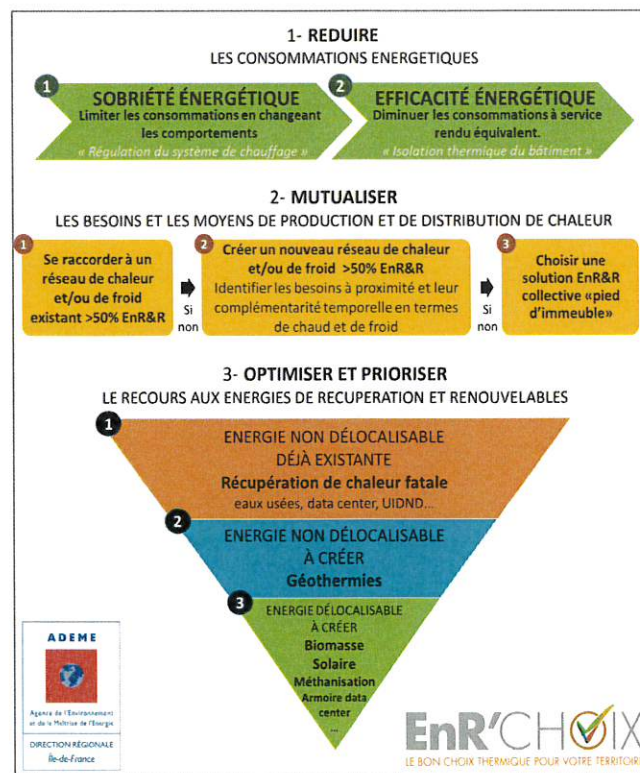 1- REDUIRE
LES CONSOMMATIONS ENERGETIQUES
1
SOBRIÉTÉ ÉNERGÉTIQUE
Limiter les consommations en changeant
les comportements
« Régulation du système de chauffage »
2
EFFICACITÉ ÉNERGÉTIQUE
Diminuer les consommations à service
rendu équivalent.
« Isolation thermique du bâtiment »
2- MUTUALISER
LES BESOINS ET LES MOYENS DE PRODUCTION ET DE DISTRIBUTION DE CHALEUR
1
Se raccorder à un
réseau de chaleur
et/ou de froid
existant >50% EnR&R
Si
non
2
Créer un nouveau réseau de chaleur
et/ou de froid >50% EnR&R
Identifier les besoins à proximité et leur
complémentarité temporelle en termes
de chaud et de froid
Si
non
3
Choisir une
solution EnR&R
collective «pied
d'immeuble»
3- OPTIMISER ET PRIORISER
LE RECOURS AUX ENERGIES DE RECUPERATION ET RENOUVELABLES
1
ENERGIE NON DÉLOCALISABLE
DÉJÀ EXISTANTE
Récupération de chaleur fatale
eaux usées, data center, UIDND...
2
ENERGIE NON DÉLOCALISABLE
À CRÉER
Géothermies
3
ENERGIE DÉLOCALISABLE
À CRÉER
Biomasse
Solaire
Méthanisation
Armoire data
center
...
ADEME
Agence de l'Environnement
et de la Maîtrise de l'Energie
DIRECTION RÉGIONALE
Île-de-France
EnR'CHOIX
LE BON CHOIX THERMIQUE POUR VOTRE TERRITOIRE